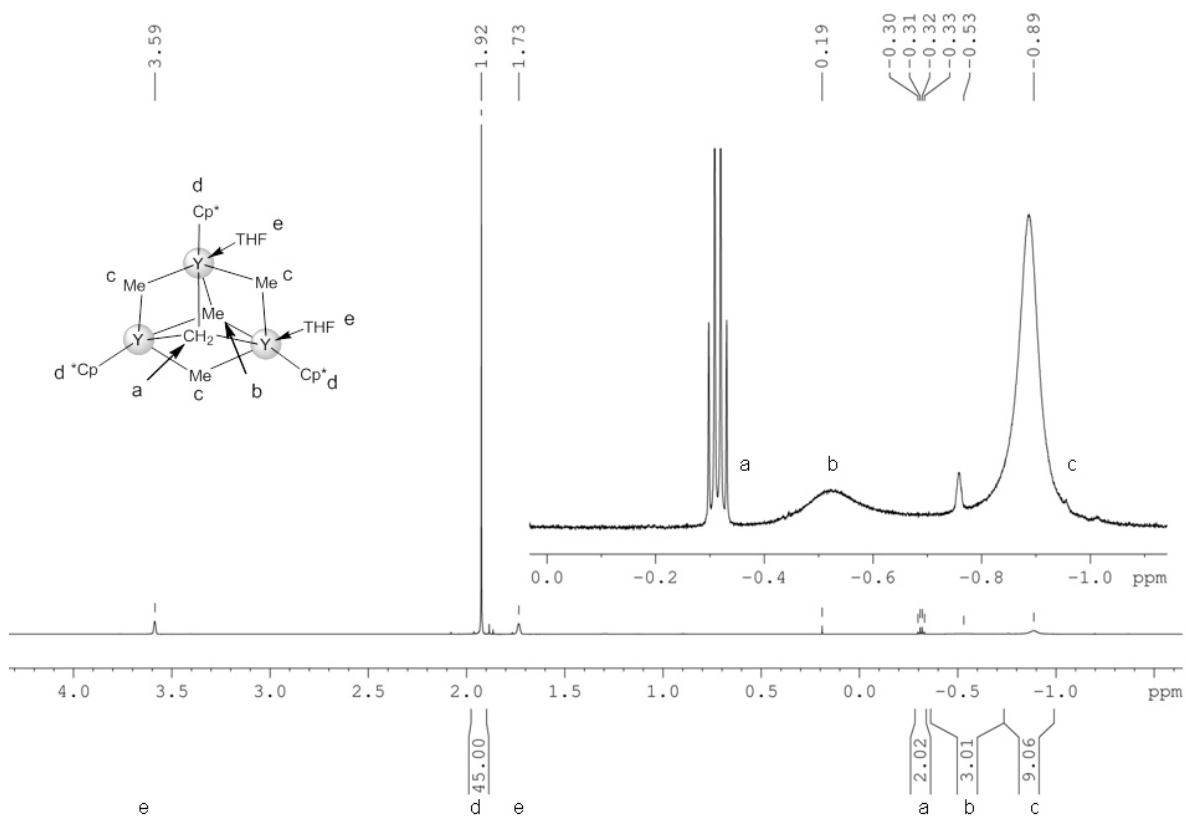 3.59
1.92
1.73
-0.19
-0.30
-0.31
-0.32
-0.33
-0.53
-0.89
d
Cp*
THF e
Y
c Me
Me c
Me
THF e
Y
CH2
Y
d *Cp
Me
Cp* d
a
c
b
a
b
c
0.0 -0.2 -0.4 -0.6 -0.8 -1.0 ppm
4.0 3.5 3.0 2.5 2.0 1.5 1.0 0.5 0.0 -0.5 -1.0 ppm
45.00
2.02
3.01
9.06
e d e a b c